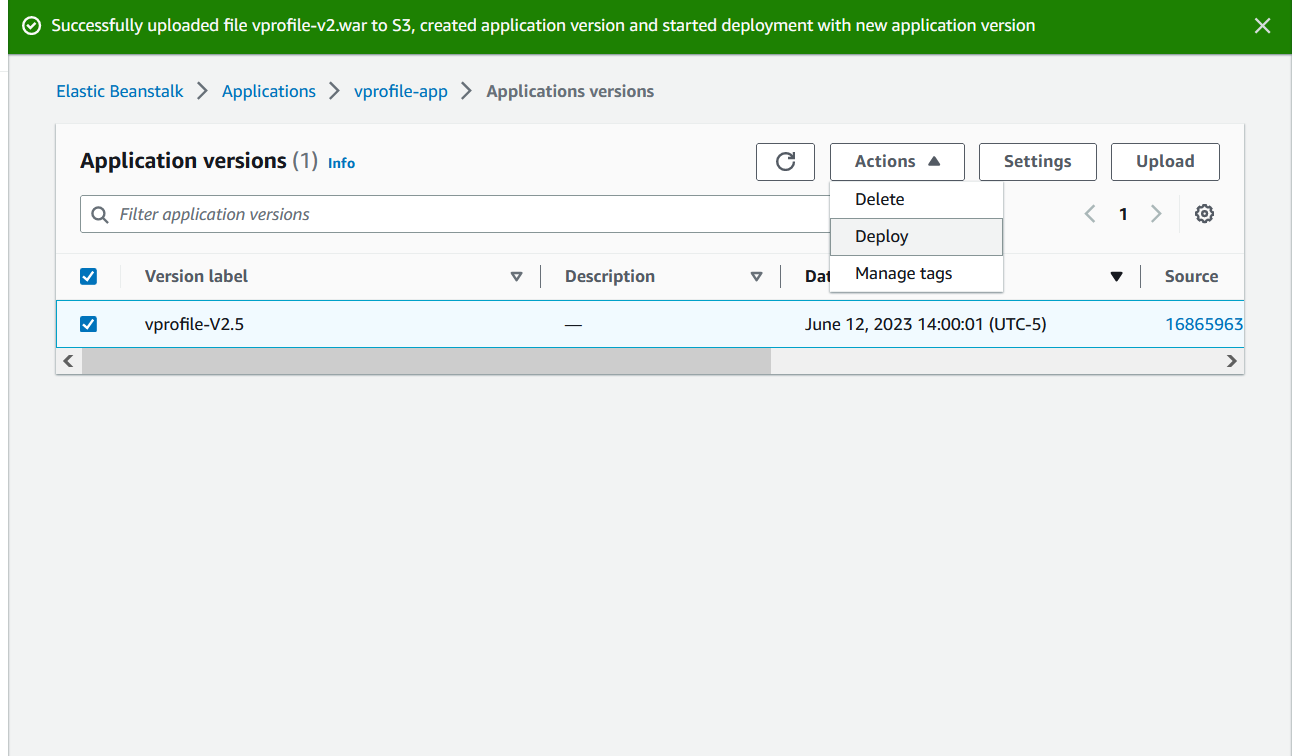 Successfully uploaded file vprofile-v2.war to S3, created application version and started deployment with new application version
Elastic Beanstalk > Applications > vprofile-app > Applications versions
Application versions (1) Info
Actions
Settings
Upload
Filter application versions
Delete
Deploy
Manage tags
1
Version label
Description
Dat
Source
vprofile-V2.5
—
June 12, 2023 14:00:01 (UTC-5)
16865963